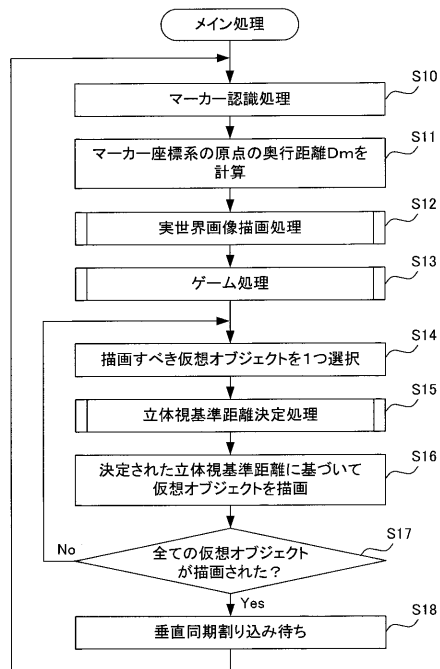 メイン処理
S10
マーカー認識処理
S11
マーカー座標系の原点の奥行距離Dmを
計算
S12
実世界画像描画処理
S13
ゲーム処理
S14
描画すべき仮想オブジェクトを1つ選択
S15
立体視基準距離決定処理
S16
決定された立体視基準距離に基づいて
仮想オブジェクトを描画
S17
No
全ての仮想オブジェクト
が描画された?
Yes
S18
垂直同期割り込み待ち